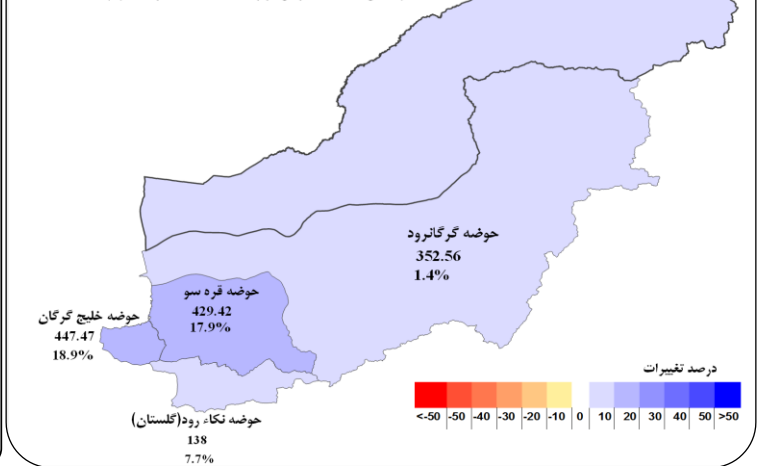 حوضه گرگانرود
352.56
1.4%
حوضه قره سو
429.42
17.9%
حوضه خلیج گرگان
447.47
18.9%
حوضه نکاء رود(گلستان)
138
7.7%
درصد تغییرات
<-50 -50 -40 -30 -20 -10 0 10 20 30 40 50 >50